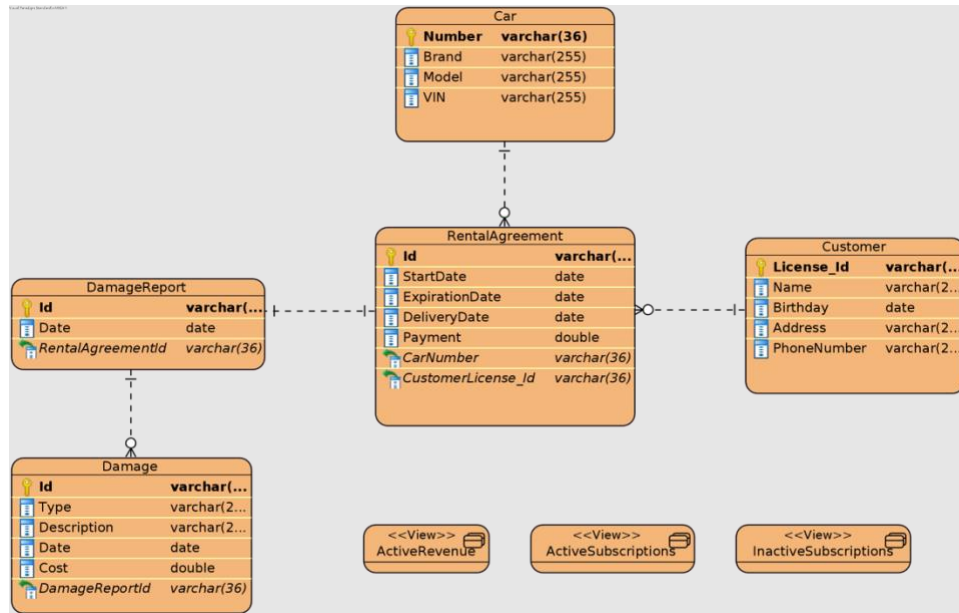 Car
Number varchar(36)
Brand varchar(255)
Model varchar(255)
VIN varchar(255)
RentalAgreement
Id varchar(...
StartDate date
ExpirationDate date
DeliveryDate date
Payment double
CarNumber varchar(36)
CustomerLicense_Id varchar(36)
Customer
License_Id varchar(...
Name varchar(2...
Birthday date
Address varchar(2...
PhoneNumber varchar(2...
DamageReport
Id varchar(...
Date date
RentalAgreementId varchar(36)
Damage
Id varchar(...
Type varchar(2...
Description varchar(2...
Date date
Cost double
DamageReportId varchar(36)
<<View>>
ActiveRevenue
<<View>>
ActiveSubscriptions
<<View>>
InactiveSubscriptions